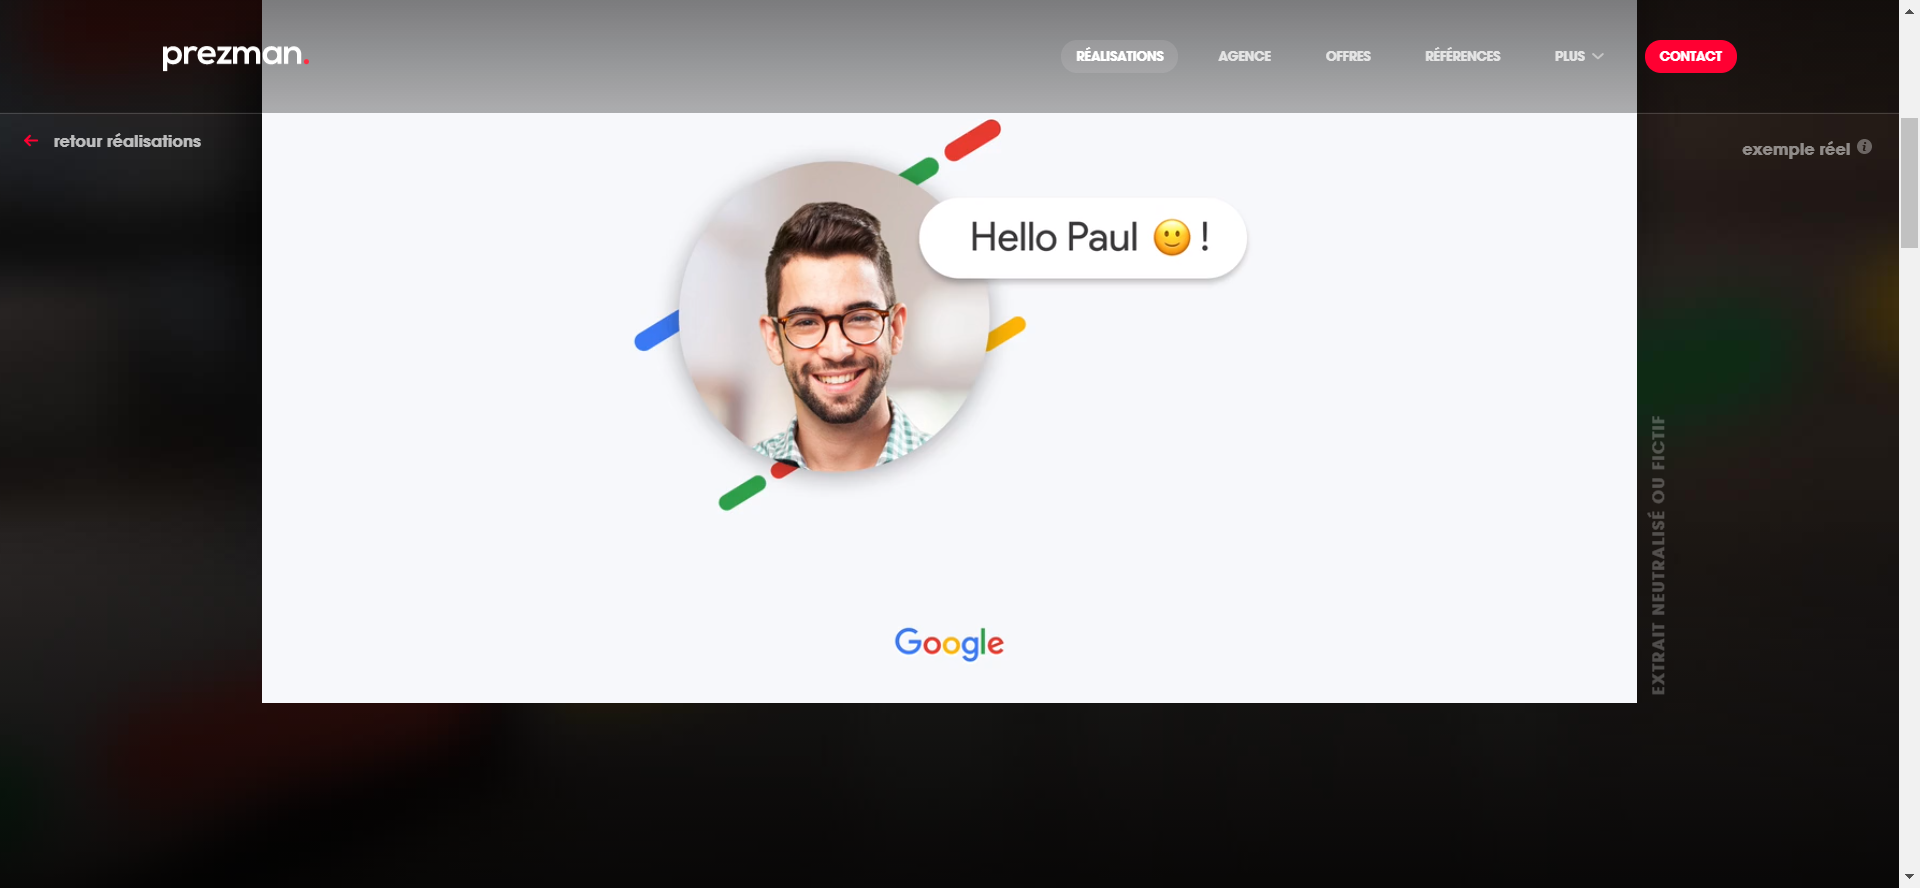 prezman.
RÉALISATIONS
AGENCE
OFFRES
RÉFÉRENCES
PLUS
CONTACT
retour réalisations
exemple réel
Hello Paul 🙂 !
EXTRAIT NEUTRALISÉ OU FICTIF
Google